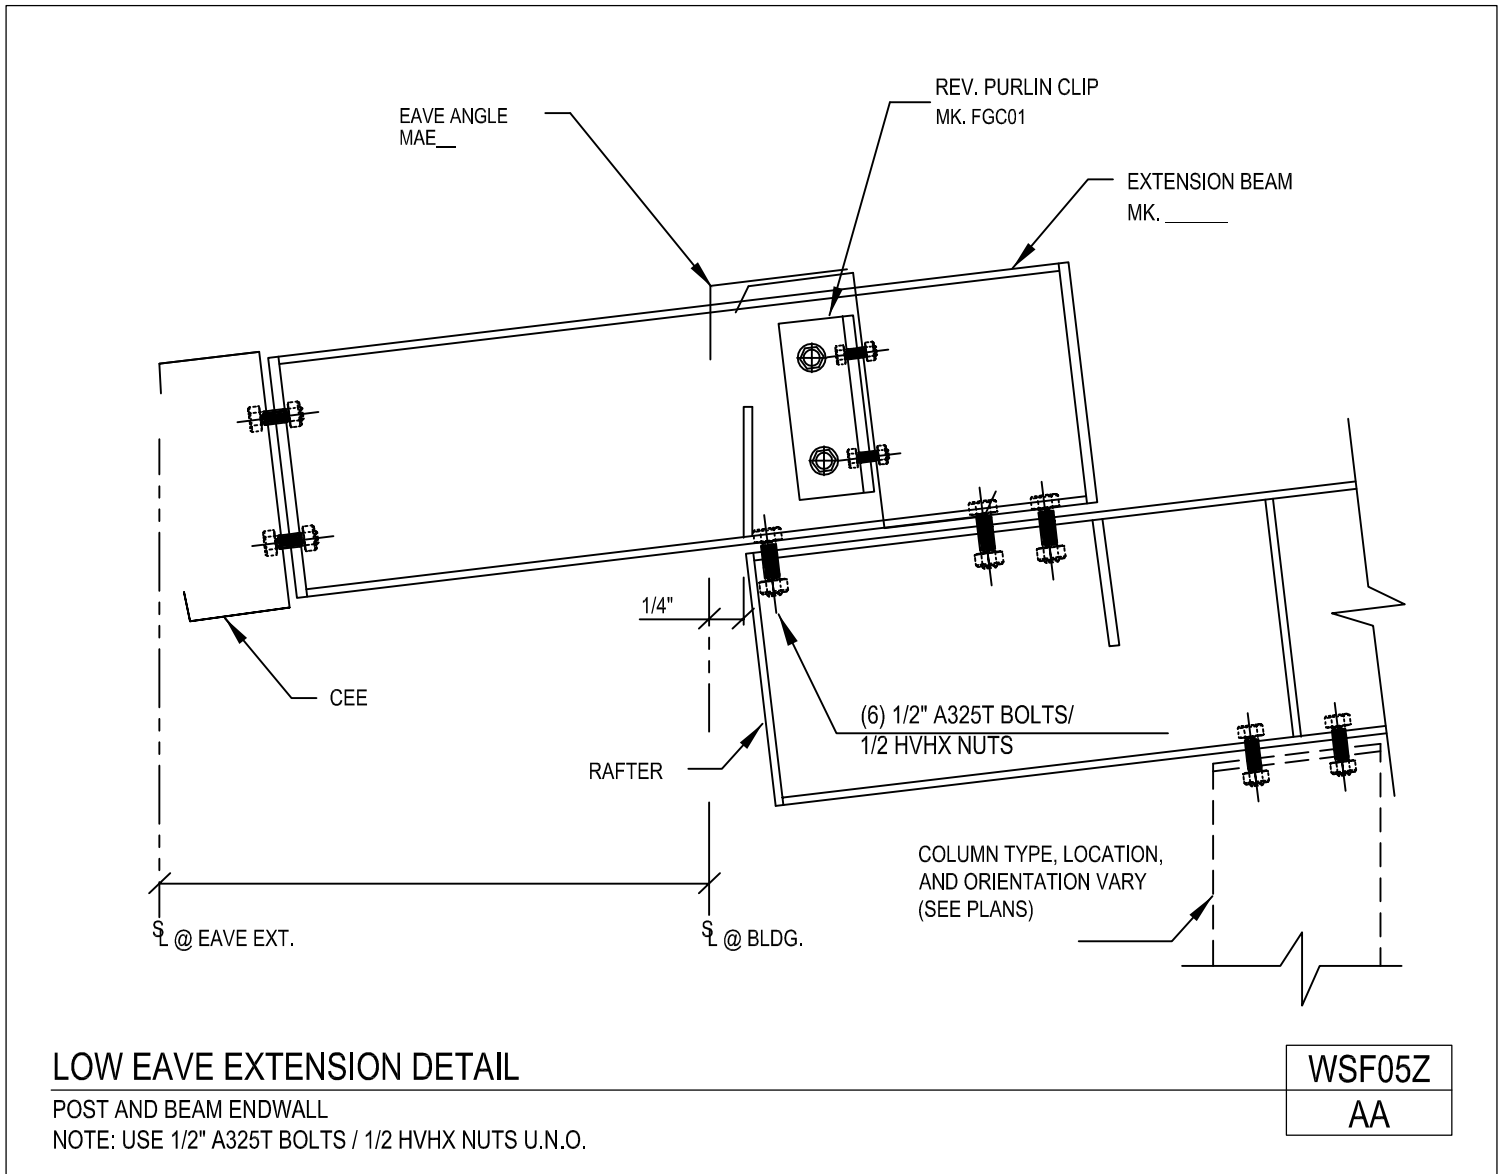 REV. PURLIN CLIP
MK. FGC01
EAVE ANGLE
MAE__
EXTENSION BEAM
MK. ______
1/4"
CEE
(6) 1/2" A325T BOLTS/
1/2 HVHX NUTS
RAFTER
COLUMN TYPE, LOCATION,
AND ORIENTATION VARY
(SEE PLANS)
SL @ EAVE EXT.
SL @ BLDG.
LOW EAVE EXTENSION DETAIL
POST AND BEAM ENDWALL
NOTE: USE 1/2" A325T BOLTS / 1/2 HVHX NUTS U.N.O.
WSF05Z
AA